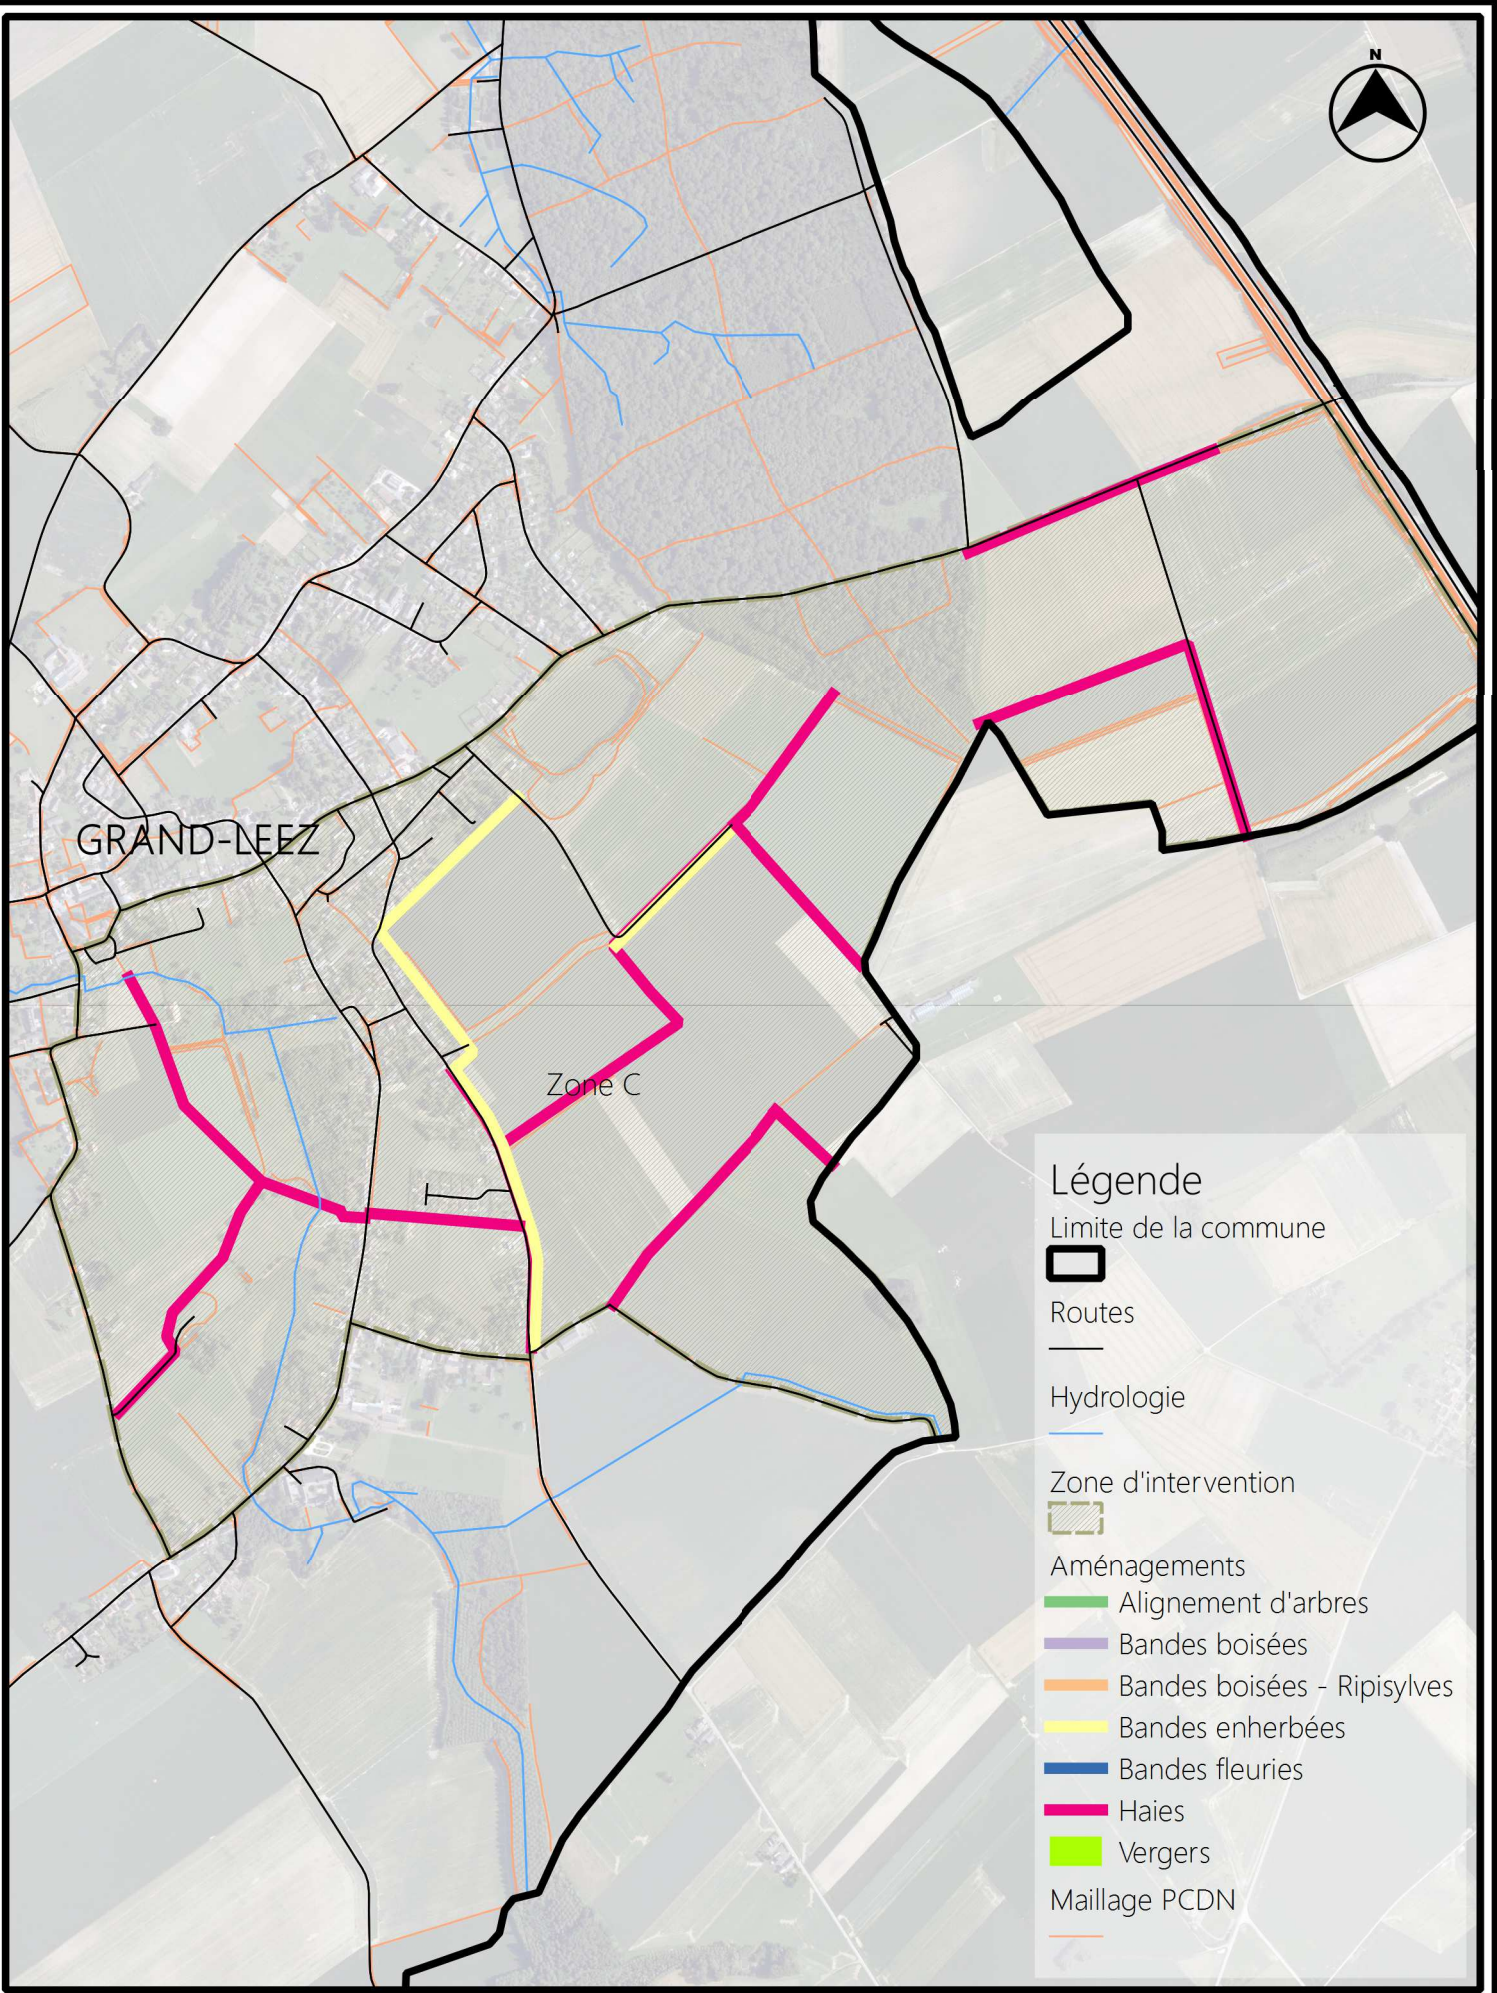 N
GRAND-LEEZ
Zone C
Légende
Limite de la commune
Routes
Hydrologie
Zone d'intervention
Aménagements
Alignement d'arbres
Bandes boisées
Bandes boisées - Ripisylves
Bandes enherbées
Bandes fleuries
Haies
Vergers
Maillage PCDN